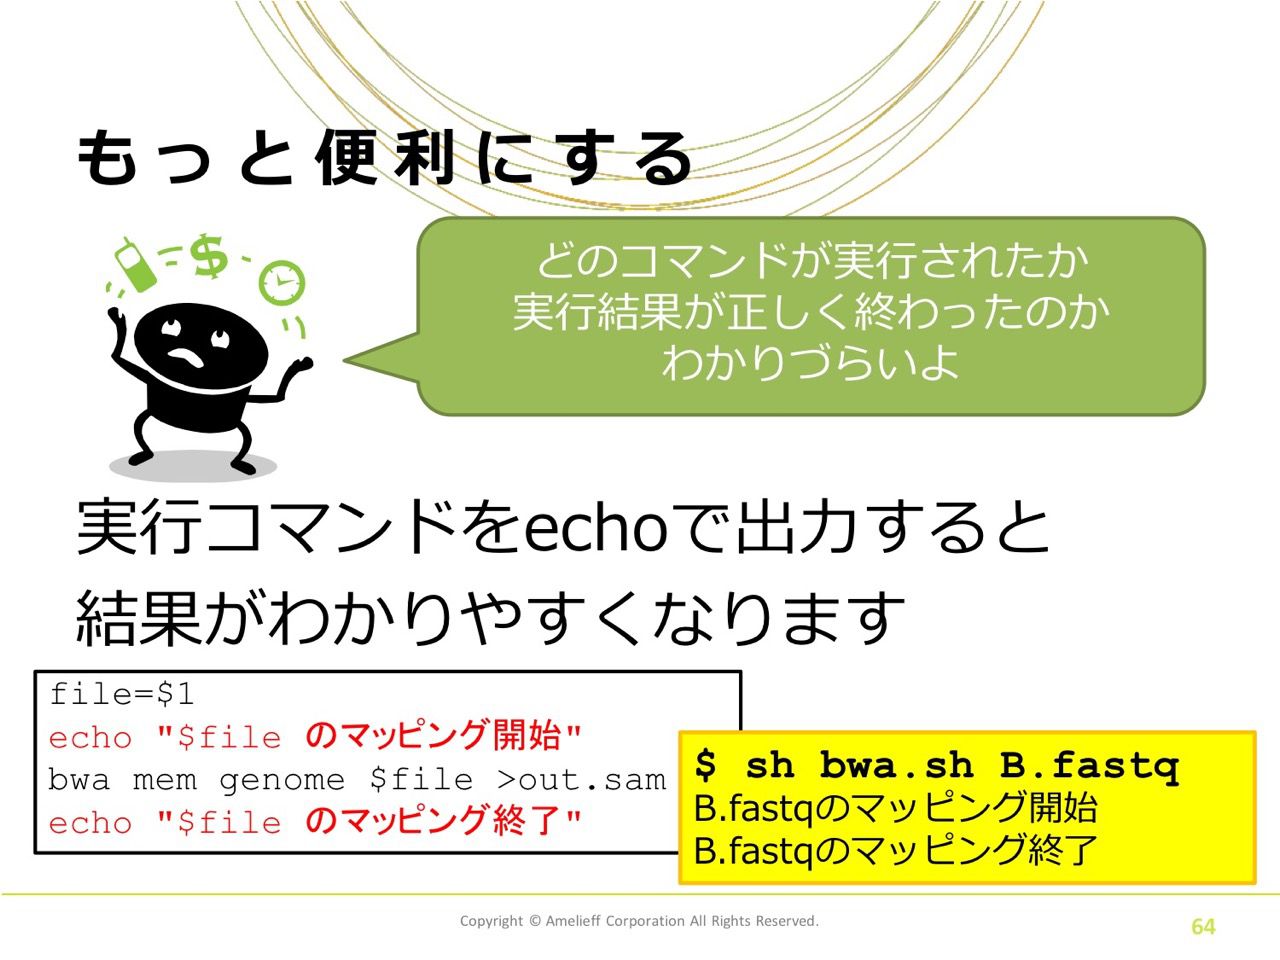 もっと便利にする
$
どのコマンドが実行されたか
実行結果が正しく終わったのか
わかりづらいよ
実行コマンドをechoで出力すると
結果がわかりやすくなります
file=$1
echo "$file のマッピング開始"
bwa mem genome $file >out.sam
echo "$file のマッピング終了"
$ sh bwa.sh B.fastq
B.fastqのマッピング開始
B.fastqのマッピング終了
Copyright © Amelieff Corporation All Rights Reserved.
64